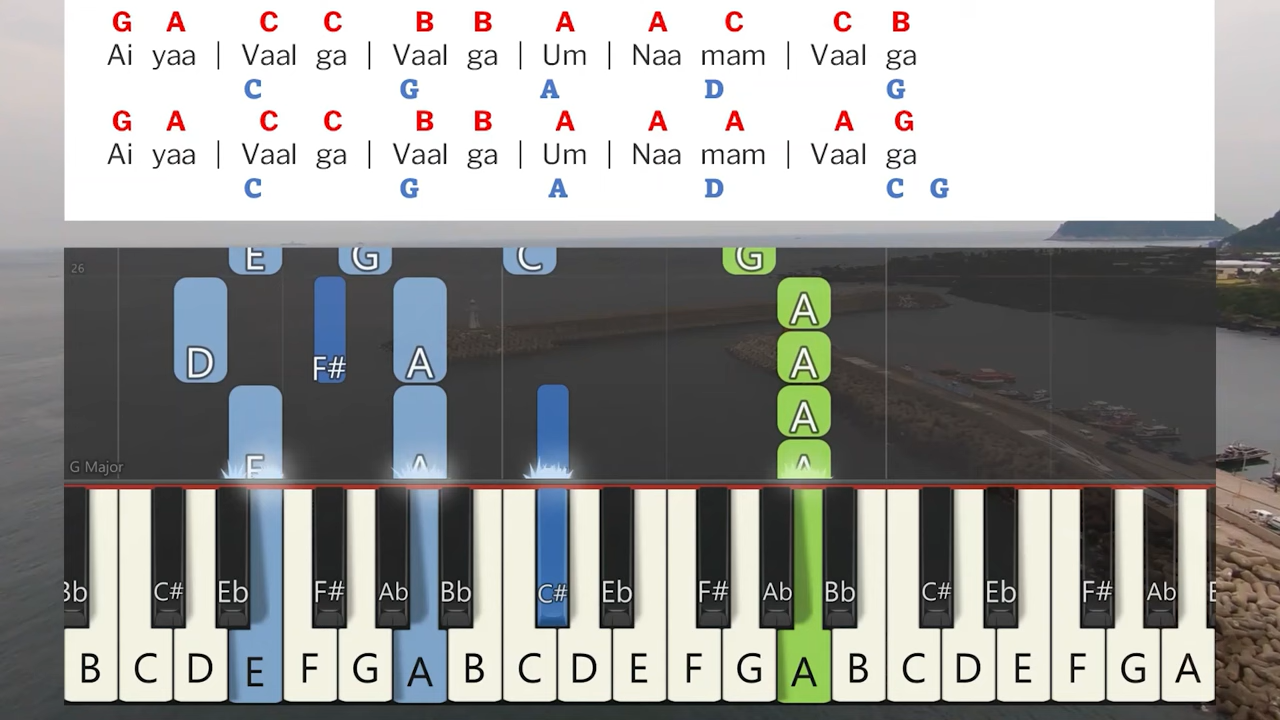 G A C C B B A A C C B
Ai yaa | Vaal ga | Vaal ga | Um | Naa mam | Vaal ga
C G A D G
G A C C B B A A A A G
Ai yaa | Vaal ga | Vaal ga | Um | Naa mam | Vaal ga
C G A D C G
E G C G
26
A
D F# A A
A
E A A
G Major
Bb C# Eb F# Ab Bb C# Eb F# Ab Bb C# Eb F# Ab
B C D E F G A B C D E F G A B C D E F G A